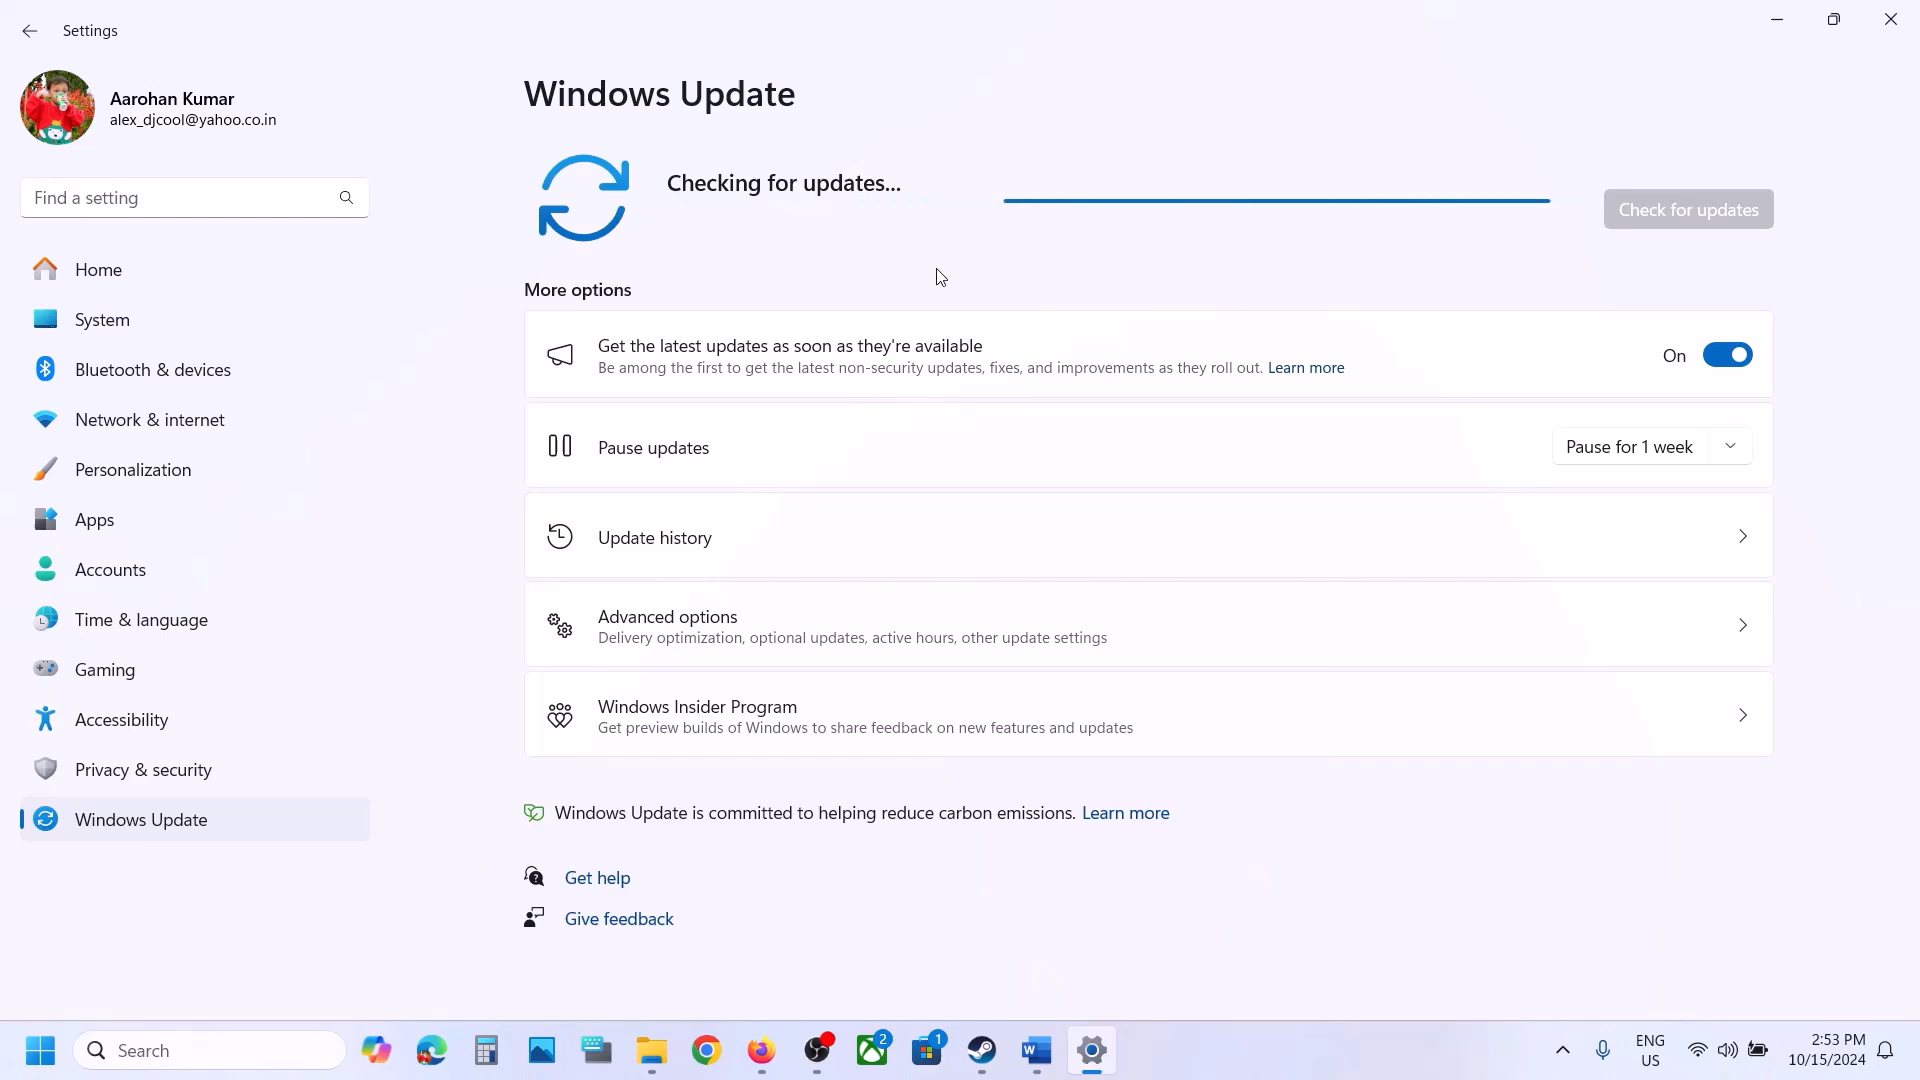 Settings
Aarohan Kumar
alex_djcool@yahoo.co.in
Find a setting
Home
System
Bluetooth & devices
Network & internet
Personalization
Apps
Accounts
Time & language
Gaming
Accessibility
Privacy & security
Windows Update
Windows Update
Checking for updates...
Check for updates
More options
Get the latest updates as soon as they're available
Be among the first to get the latest non-security updates, fixes, and improvements as they roll out. Learn more
On
Pause updates
Pause for 1 week
Update history
Advanced options
Delivery optimization, optional updates, active hours, other update settings
Windows Insider Program
Get preview builds of Windows to share feedback on new features and updates
Windows Update is committed to helping reduce carbon emissions. Learn more
Get help
Give feedback
Search
2
1
ENG
US
2:53 PM
10/15/2024